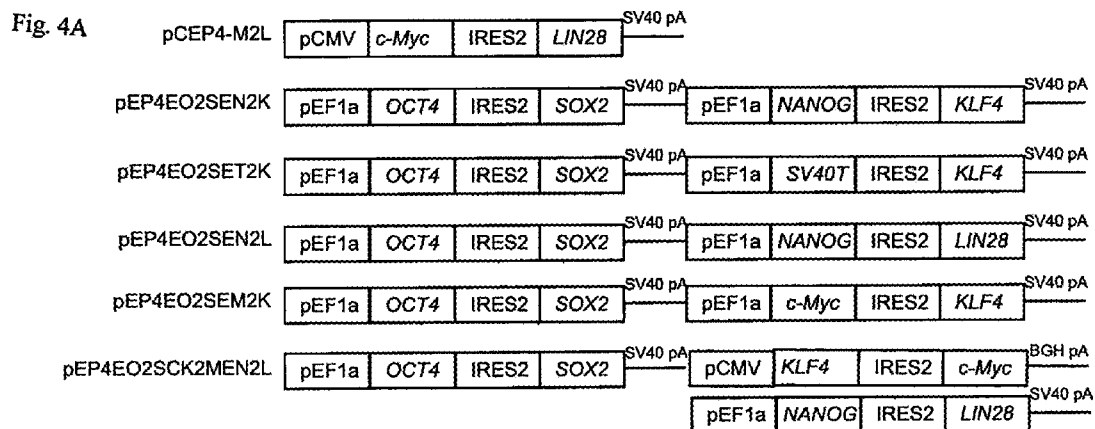 Fig. 4A
SV40 pA
pCEP4-M2L pCMV c-Myc IRES2 LIN28
SV40 pA SV40 pA
pEP4EO2SEN2K pEF1a OCT4 IRES2 SOX2 pEF1a NANOG IRES2 KLF4
SV40 pA SV40 pA
pEP4EO2SET2K pEF1a OCT4 IRES2 SOX2 pEF1a SV40T IRES2 KLF4
SV40 pA SV40 pA
pEP4EO2SEN2L pEF1a OCT4 IRES2 SOX2 pEF1a NANOG IRES2 LIN28
SV40 pA SV40 pA
pEP4EO2SEM2K pEF1a OCT4 IRES2 SOX2 pEF1a c-Myc IRES2 KLF4
SV40 pA BGH pA
pEP4EO2SCK2MEN2L pEF1a OCT4 IRES2 SOX2 pCMV KLF4 IRES2 c-Myc
SV40 pA
pEF1a NANOG IRES2 LIN28